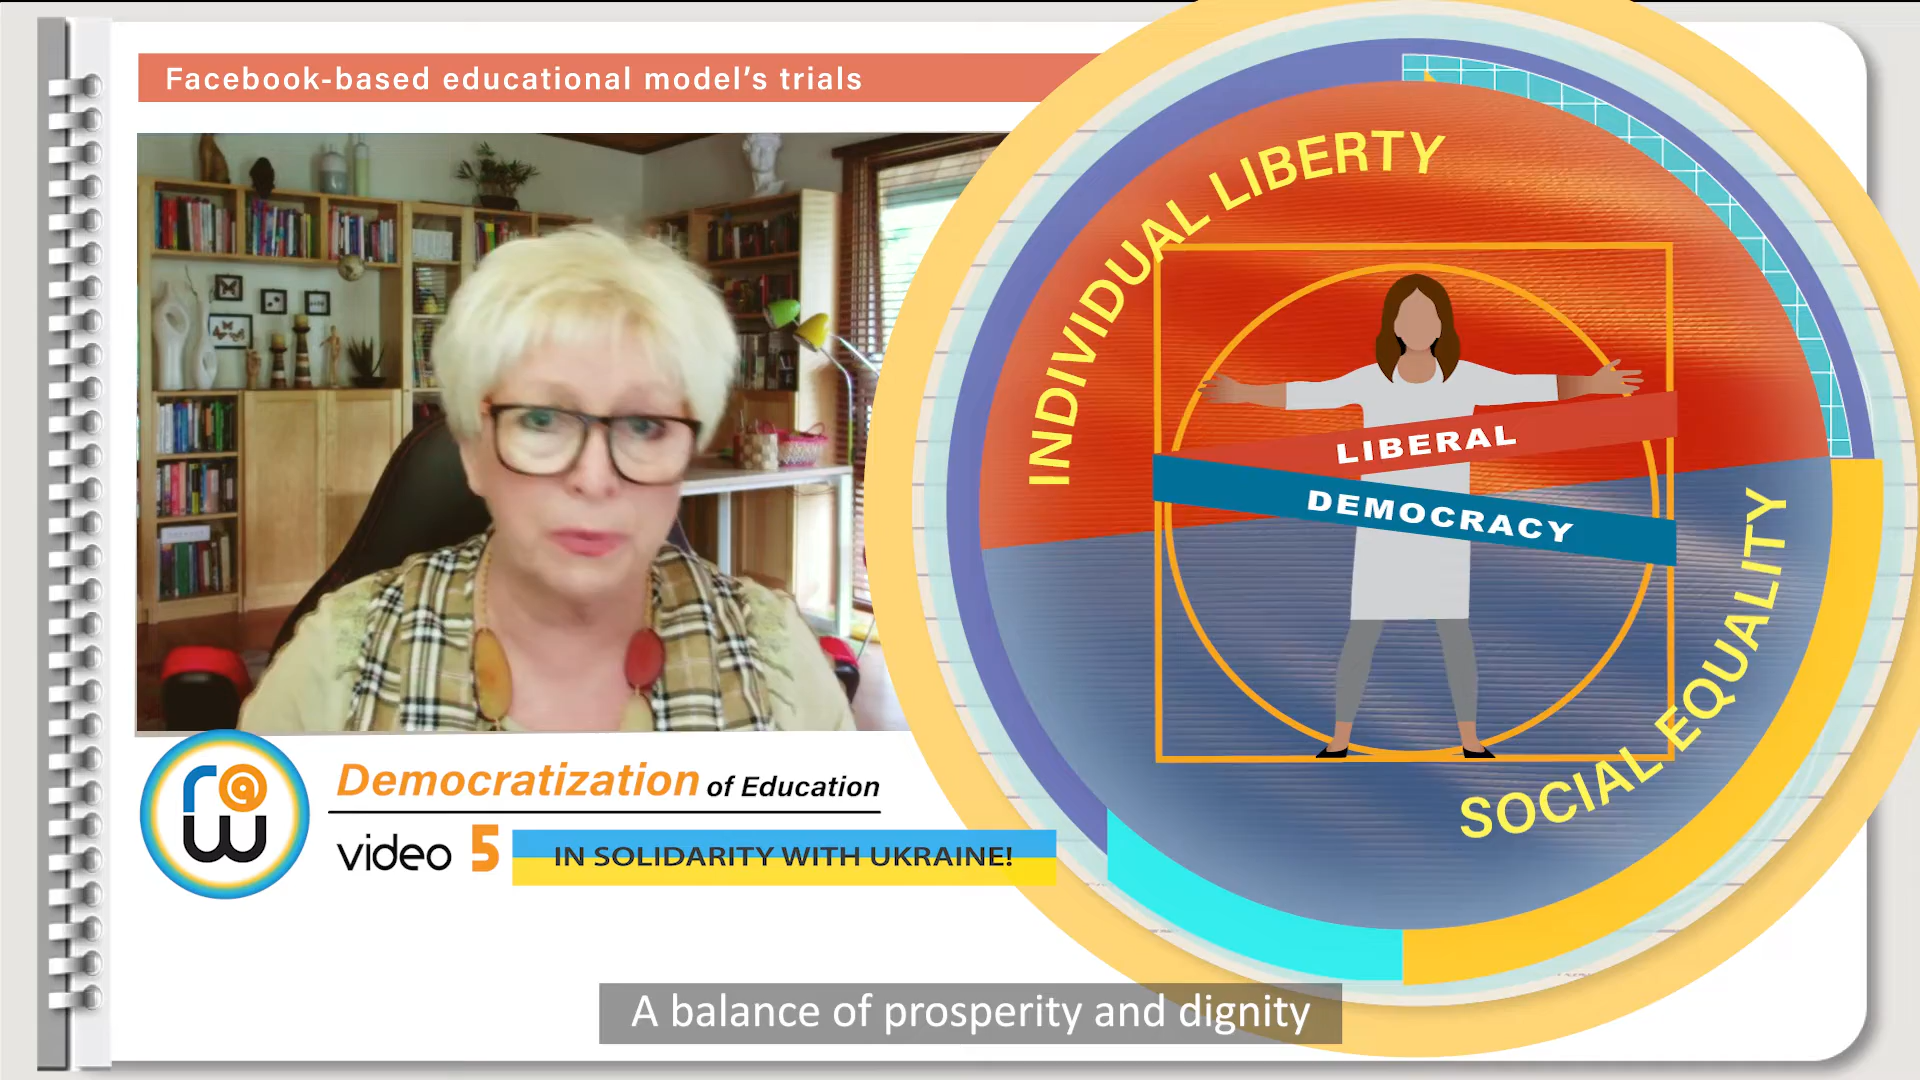 Facebook-based educational model's trials
INDIVIDUAL LIBERTY
LIBERAL
DEMOCRACY
SOCIAL EQUALITY
raw
Democratization of Education
video 5
IN SOLIDARITY WITH UKRAINE!
A balance of prosperity and dignity